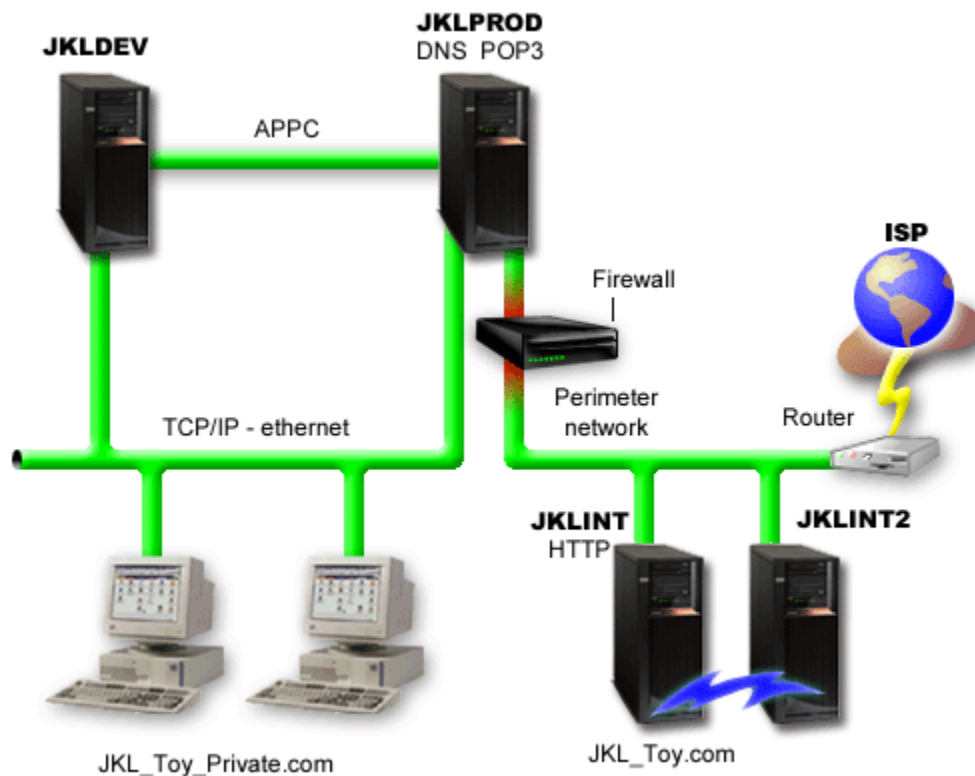 JKLDEV
JKLPROD
DNS POP3
APPC
ISP
Firewall
Perimeter
network
Router
TCP/IP - ethernet
JKLINT
HTTP
JKLINT2
JKL_Toy_Private.com
JKL_Toy.com